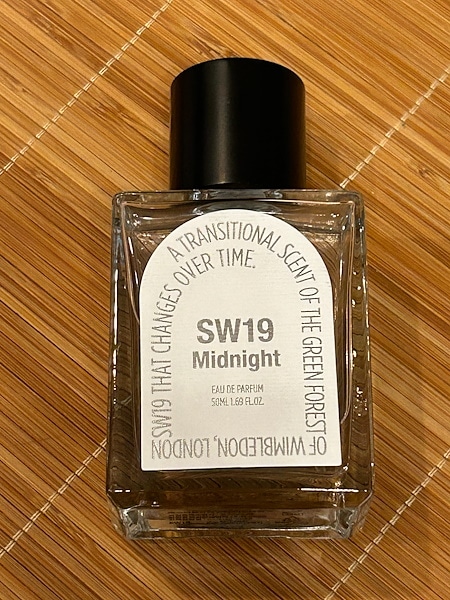 A TRANSITIONAL SCENT OF THE GREEN FOREST
OF WIMBLEDON, LONDON
SW19 THAT CHANGES OVER TIME.
SW19
Midnight
EAU DE PARFUM
50ML 1.69 FL.OZ.